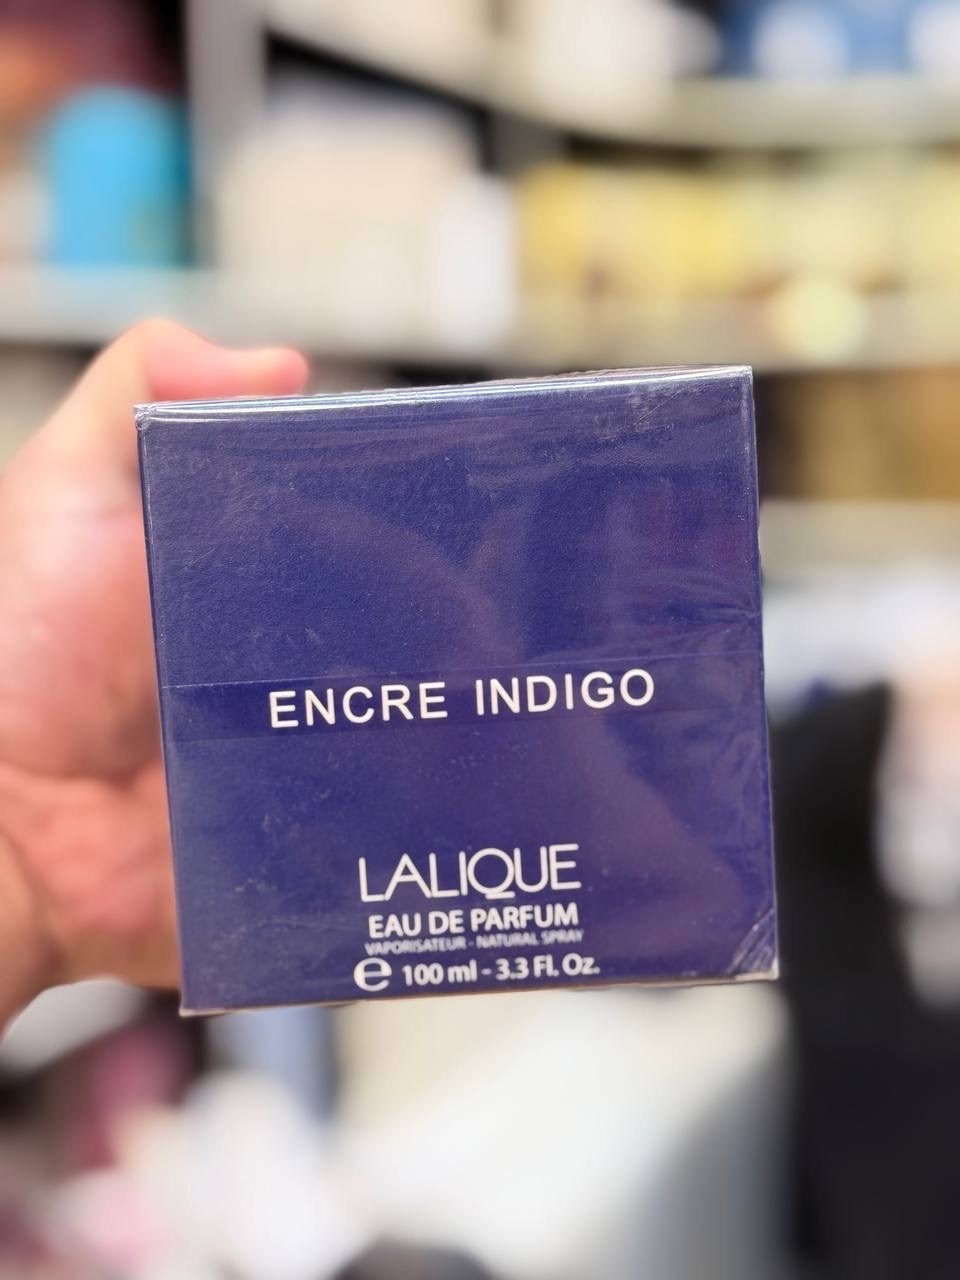 ENCRE INDIGO
LALIQUE
EAU DE PARFUM
VAPORISATEUR - NATURAL SPRAY
e 100 ml - 3.3 Fl. Oz.